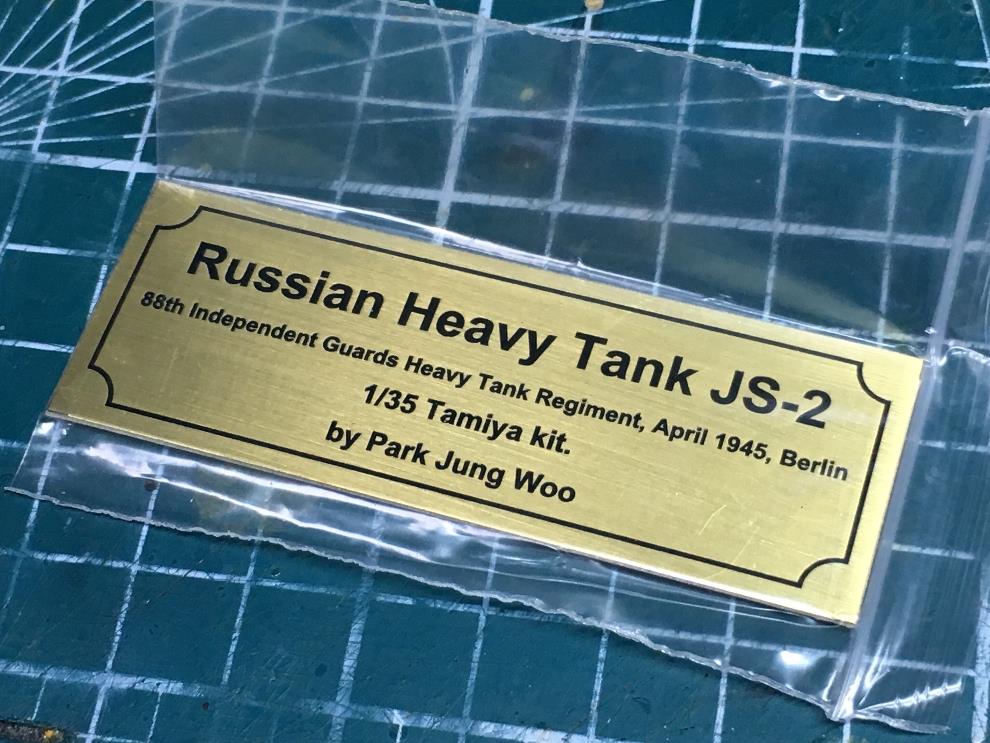 Russian Heavy Tank JS-2
88th Independent Guards Heavy Tank Regiment, April 1945, Berlin
1/35 Tamiya kit.
by Park Jung Woo